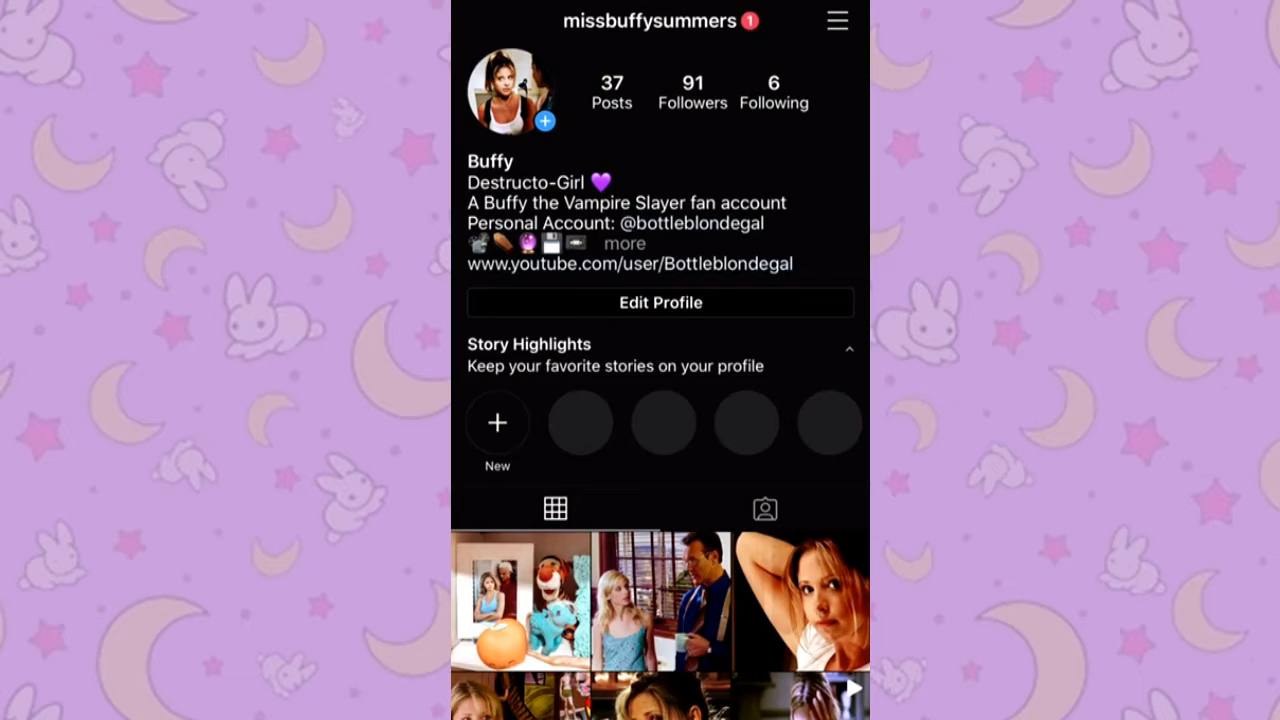 missbuffysummers 1
37 91 6
Posts Followers Following
Buffy
Destructo-Girl 💜
A Buffy the Vampire Slayer fan account
Personal Account: @bottleblondegal
more
www.youtube.com/user/Bottleblondegal
Edit Profile
Story Highlights
Keep your favorite stories on your profile
New